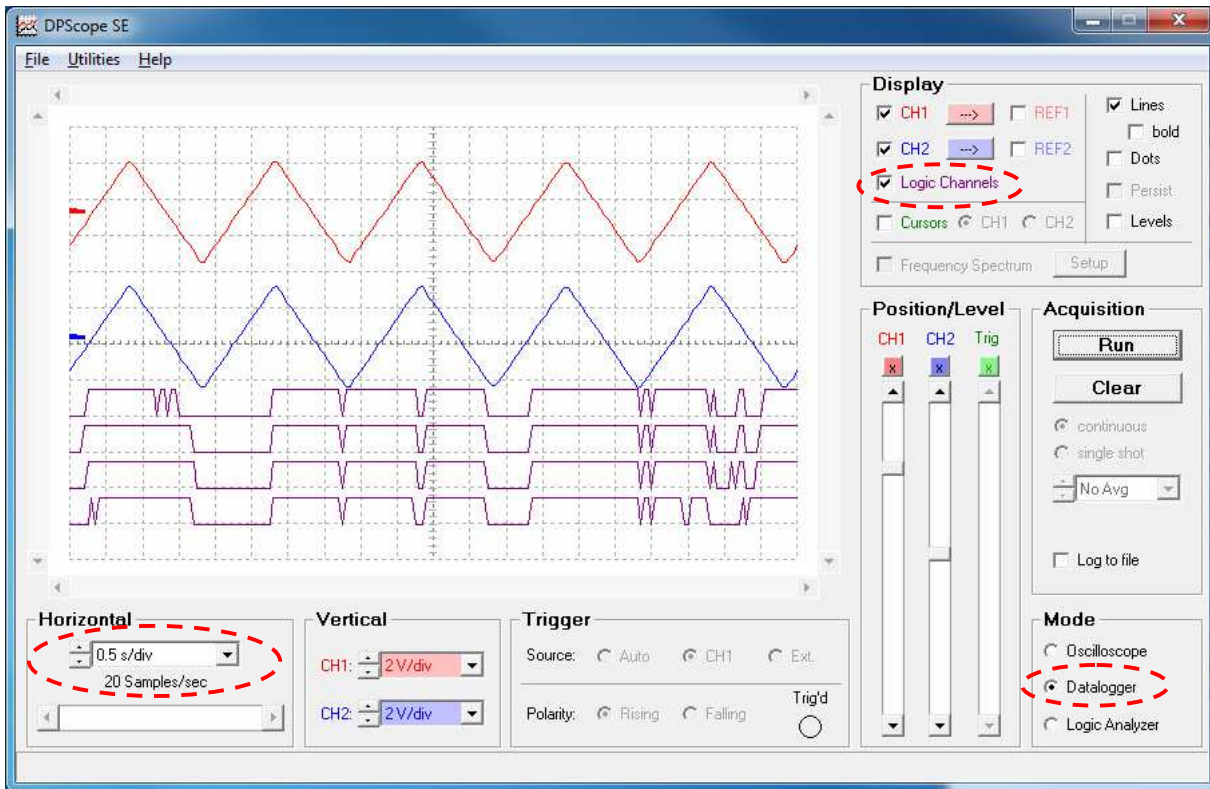 DPScope SE
File Utilities Help
Display
CH1 ---> REF1
CH2 ---> REF2
Logic Channels
Cursors CH1 CH2
Frequency Spectrum Setup
Lines
bold
Dots
Persist
Levels
Position/Level
CH1 CH2 Trig
x x x
Acquisition
Run
Clear
continuous
single shot
No Avg
Log to file
Horizontal
0.5 s/div
20 Samples/sec
Vertical
CH1: 2 V/div
CH2: 2 V/div
Trigger
Source: Auto CH1 Ext.
Polarity: Rising Falling
Trig'd
Mode
Oscilloscope
Datalogger
Logic Analyzer